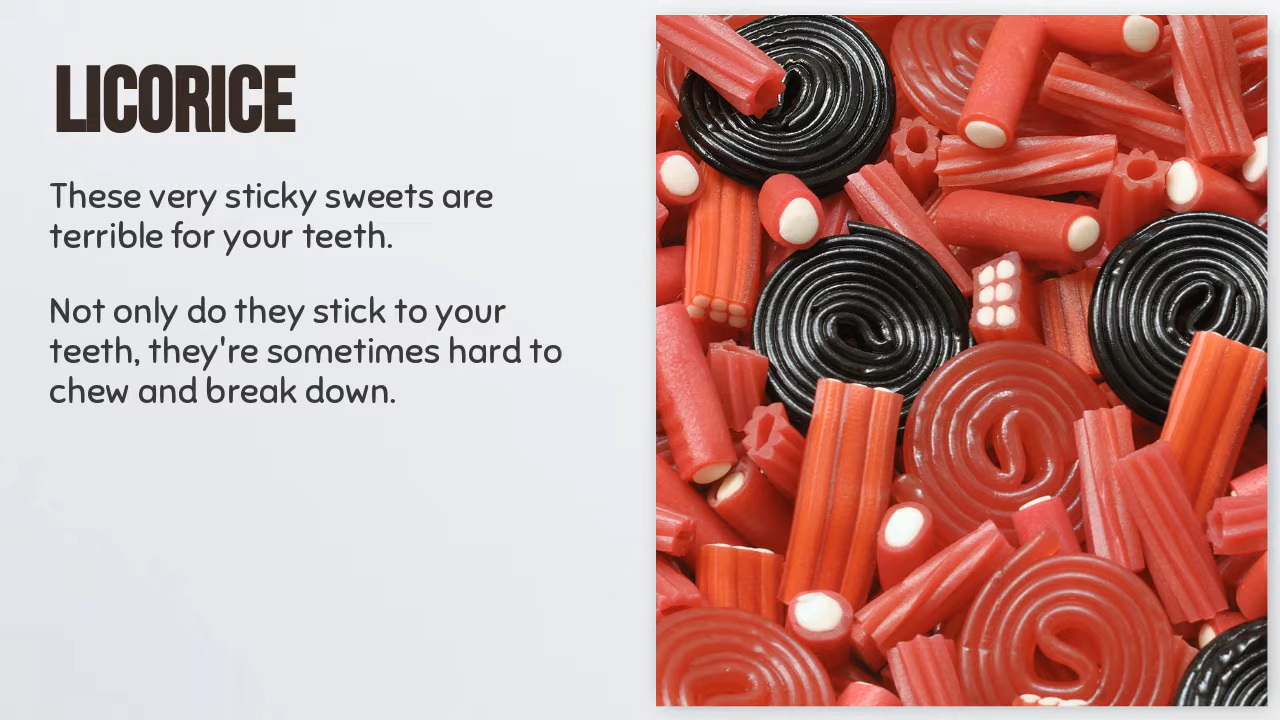 LICORICE
These very sticky sweets are
terrible for your teeth.
Not only do they stick to your
teeth, they're sometimes hard to
chew and break down.